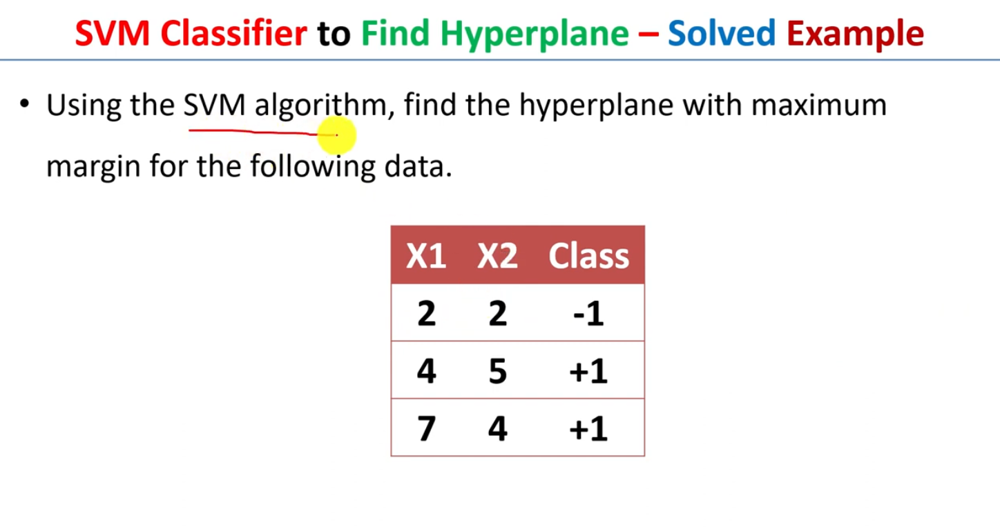 SVM Classifier to Find Hyperplane – Solved Example
• Using the SVM algorithm, find the hyperplane with maximum
margin for the following data.
X1 X2 Class
2 2 -1
4 5 +1
7 4 +1